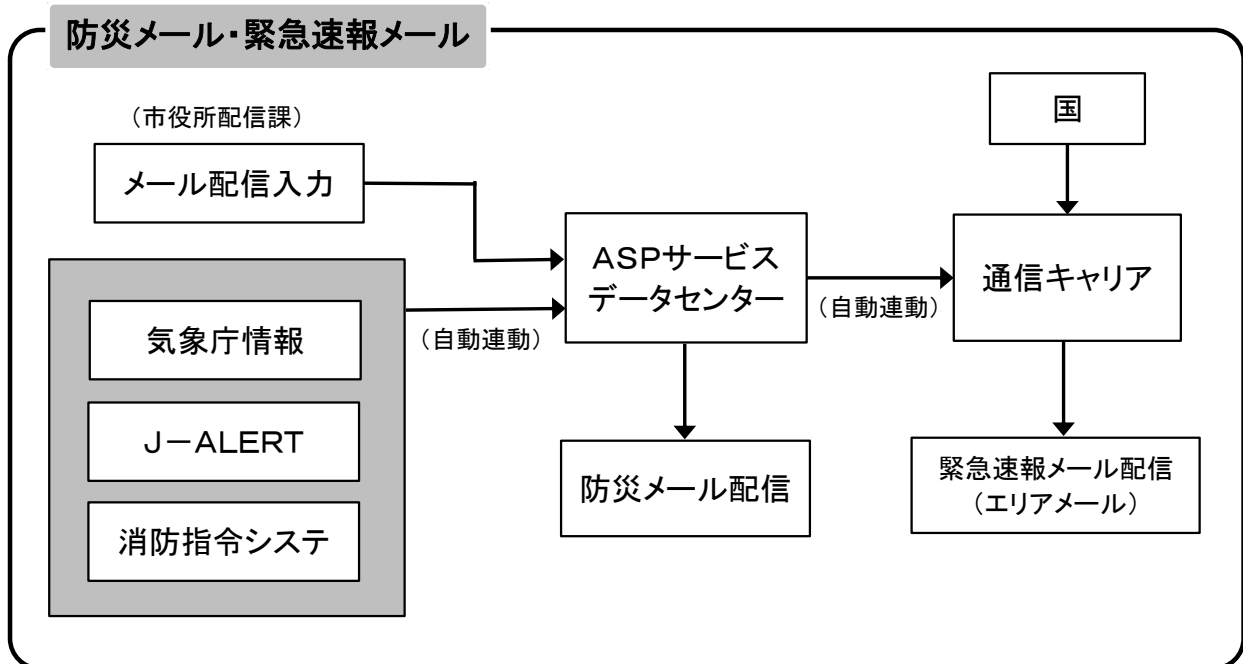 防災メール・緊急速報メール
（市役所配信課）
メール配信入力
国
ASPサービス
データセンター
通信キャリア
（自動連動）
（自動連動）
気象庁情報
J－ALERT
消防指令システ
防災メール配信
緊急速報メール配信
（エリアメール）